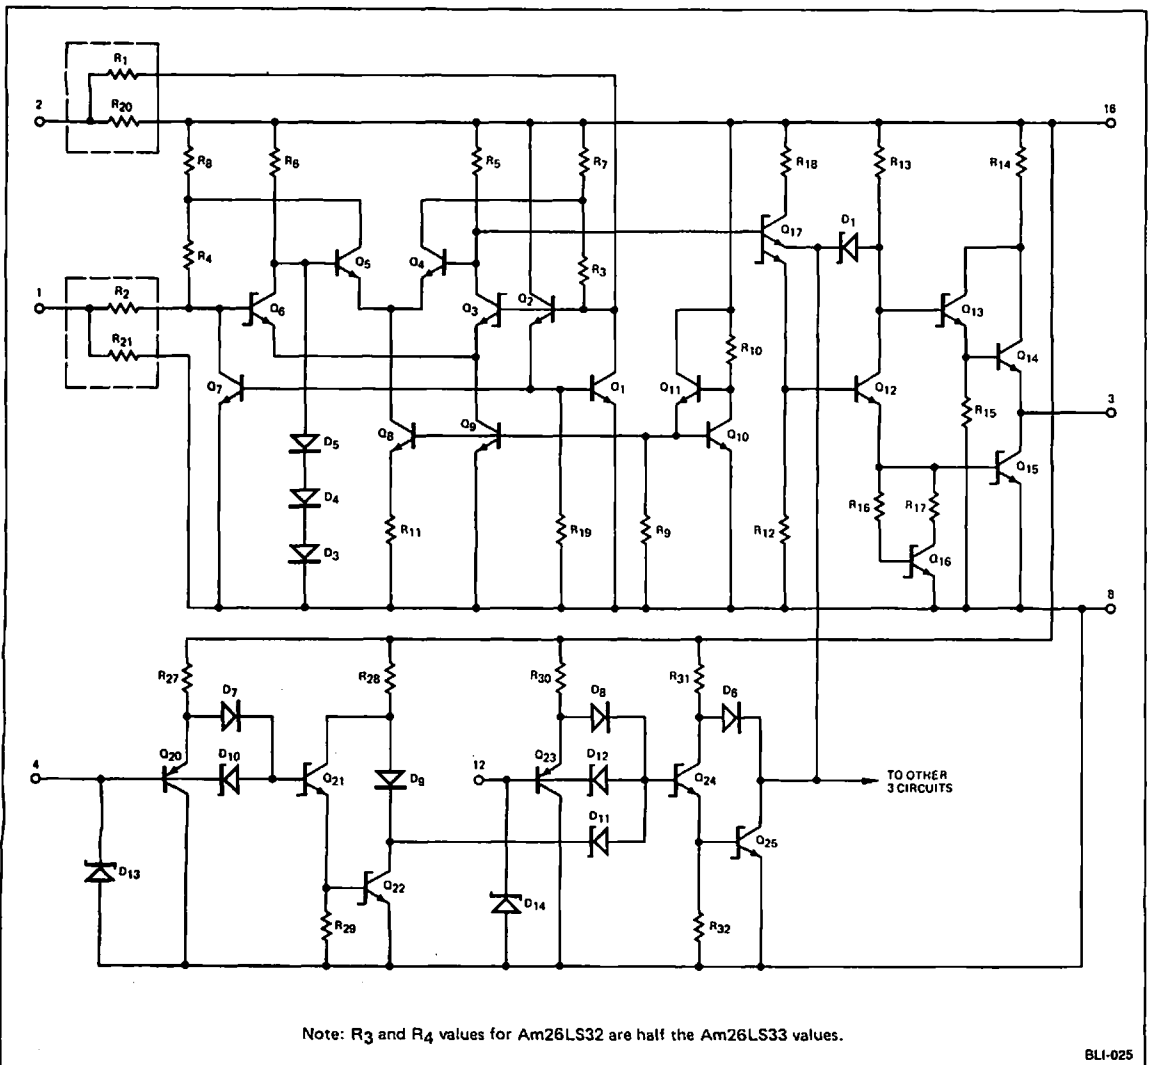 R1
2
R20
16
R8
R6
R5
R7
R18
R13
R14
D1
Q17
R4
Q5
Q4
R3
1
R2
Q6
Q3
Q2
Q13
R21
R10
Q14
Q7
Q1
Q11
Q12
R15
3
D5
Q8
Q9
Q10
Q15
D4
R16
R17
R11
R19
R9
R12
D3
Q16
8
R27
R28
R30
R31
D7
D8
D6
Q20
D10
Q23
D12
4
Q21
D9
12
Q24
TO OTHER
3 CIRCUITS
D11
Q25
D13
Q22
D14
R29
R32
Note: R3 and R4 values for Am26LS32 are half the Am26LS33 values.
BLI-025